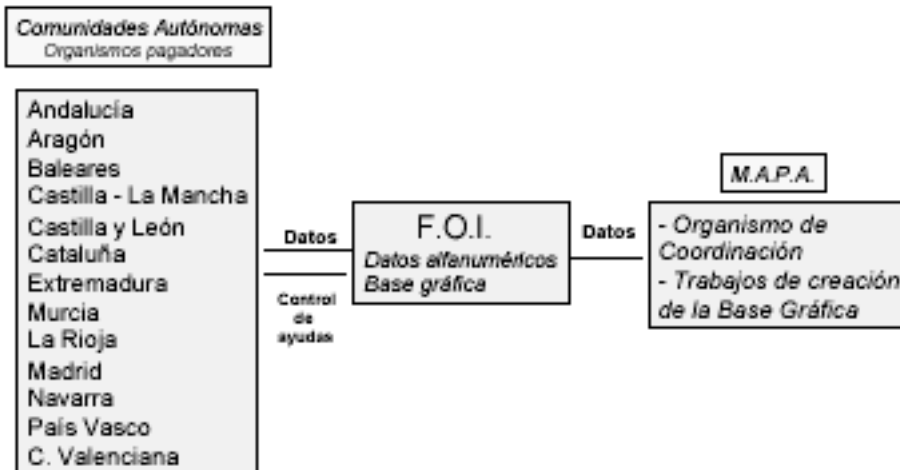 Comunidades Autónomas
Organismos pagadores
Andalucía
Aragón
Baleares
Castilla - La Mancha
Castilla y León
Cataluña
Extremadura
Murcia
La Rioja
Madrid
Navarra
País Vasco
C. Valenciana
Datos
Control
de
ayudas
F.O.I.
Datos alfanuméricos
Base gráfica
Datos
M.A.P.A.
- Organismo de
Coordinación
- Trabajos de creación
de la Base Gráfica